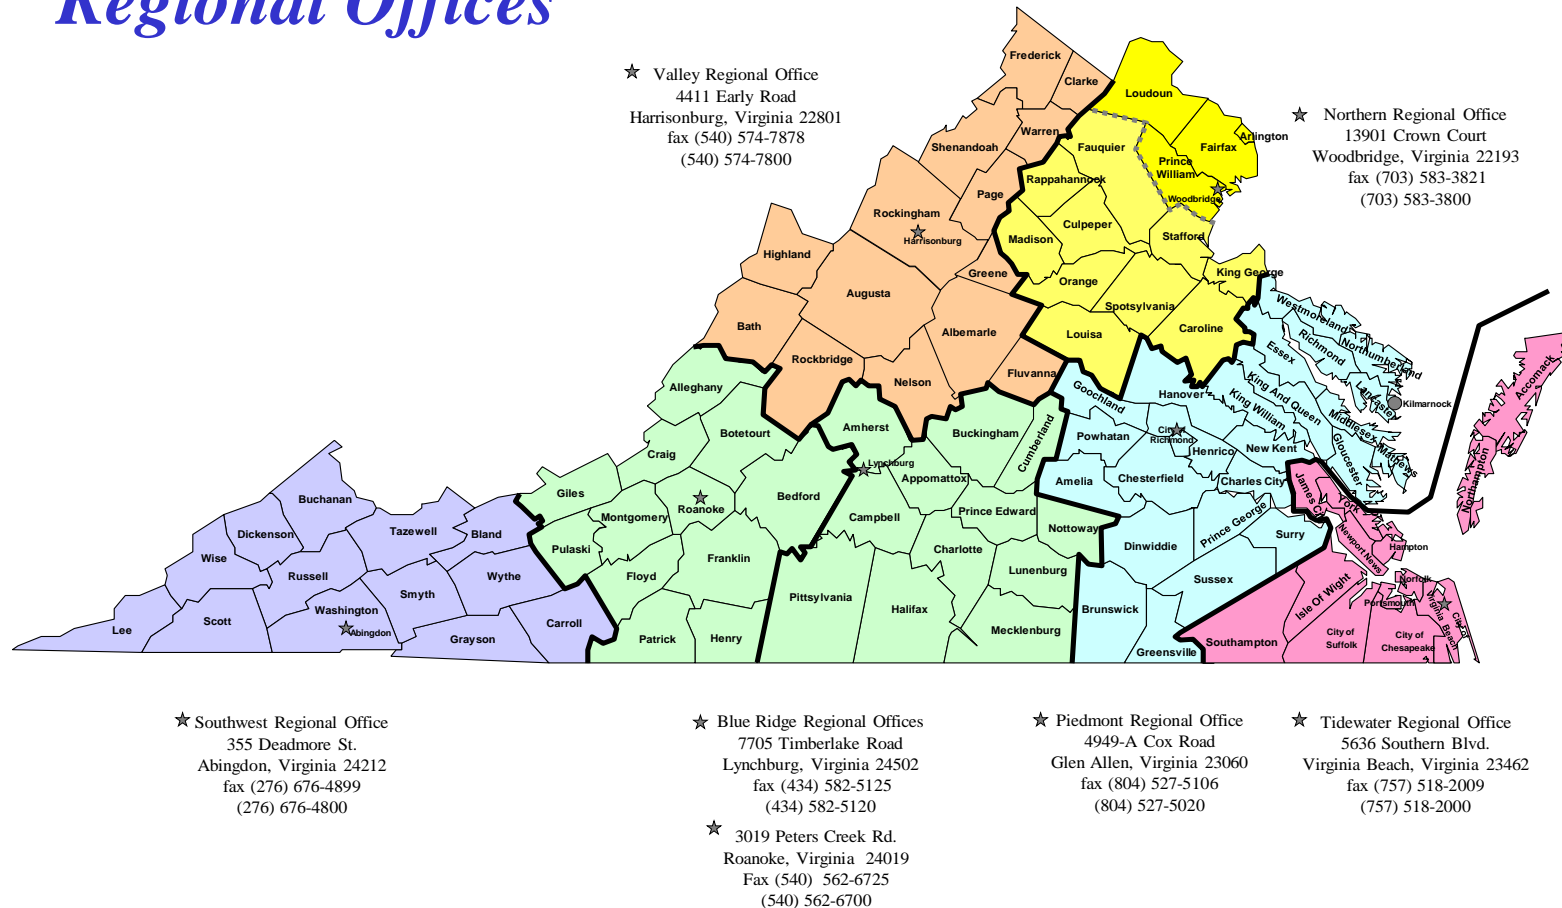 Regional Offices
Valley Regional Office
4411 Early Road
Harrisonburg, Virginia 22801
fax (540) 574-7878
(540) 574-7800
Northern Regional Office
13901 Crown Court
Woodbridge, Virginia 22193
fax (703) 583-3821
(703) 583-3800
Frederick
Clarke
Loudoun
Warren
Shenandoah
Fauquier
Fairfax
Arlington
Prince
William
Woodbridge
Rappahannock
Page
Rockingham
Harrisonburg
Culpeper
Madison
Stafford
Highland
Greene
King George
Orange
Augusta
Spotsylvania
Bath
Albemarle
Louisa
Caroline
Westmoreland
Richmond
Northumberland
Essex
Rockbridge
Nelson
Fluvanna
Alleghany
Goochland
Hanover
King And Queen
King William
Lancaster
Kilmarnock
Accomack
Botetourt
Amherst
Buckingham
Cumberland
Powhatan
City
Richmond
Henrico
New Kent
Middlesex
Mathews
Gloucester
Craig
Lynchburg
Appomattox
Amelia
Chesterfield
Charles City
James City
York
Northampton
Giles
Roanoke
Bedford
Buchanan
Montgomery
Campbell
Prince Edward
Nottoway
Prince George
Surry
Newport News
Hampton
Tazewell
Bland
Dickenson
Pulaski
Franklin
Charlotte
Dinwiddie
Wise
Russell
Wythe
Floyd
Lunenburg
Sussex
Norfolk
Smyth
Pittsylvania
Halifax
Brunswick
Isle Of Wight
Portsmouth
City of
Virginia Beach
Washington
Abingdon
Scott
Lee
Grayson
Carroll
Patrick
Henry
Mecklenburg
Greensville
Southampton
City of
Suffolk
City of
Chesapeake
Southwest Regional Office
355 Deadmore St.
Abingdon, Virginia 24212
fax (276) 676-4899
(276) 676-4800
Blue Ridge Regional Offices
7705 Timberlake Road
Lynchburg, Virginia 24502
fax (434) 582-5125
(434) 582-5120
3019 Peters Creek Rd.
Roanoke, Virginia 24019
Fax (540) 562-6725
(540) 562-6700
Piedmont Regional Office
4949-A Cox Road
Glen Allen, Virginia 23060
fax (804) 527-5106
(804) 527-5020
Tidewater Regional Office
5636 Southern Blvd.
Virginia Beach, Virginia 23462
fax (757) 518-2009
(757) 518-2000